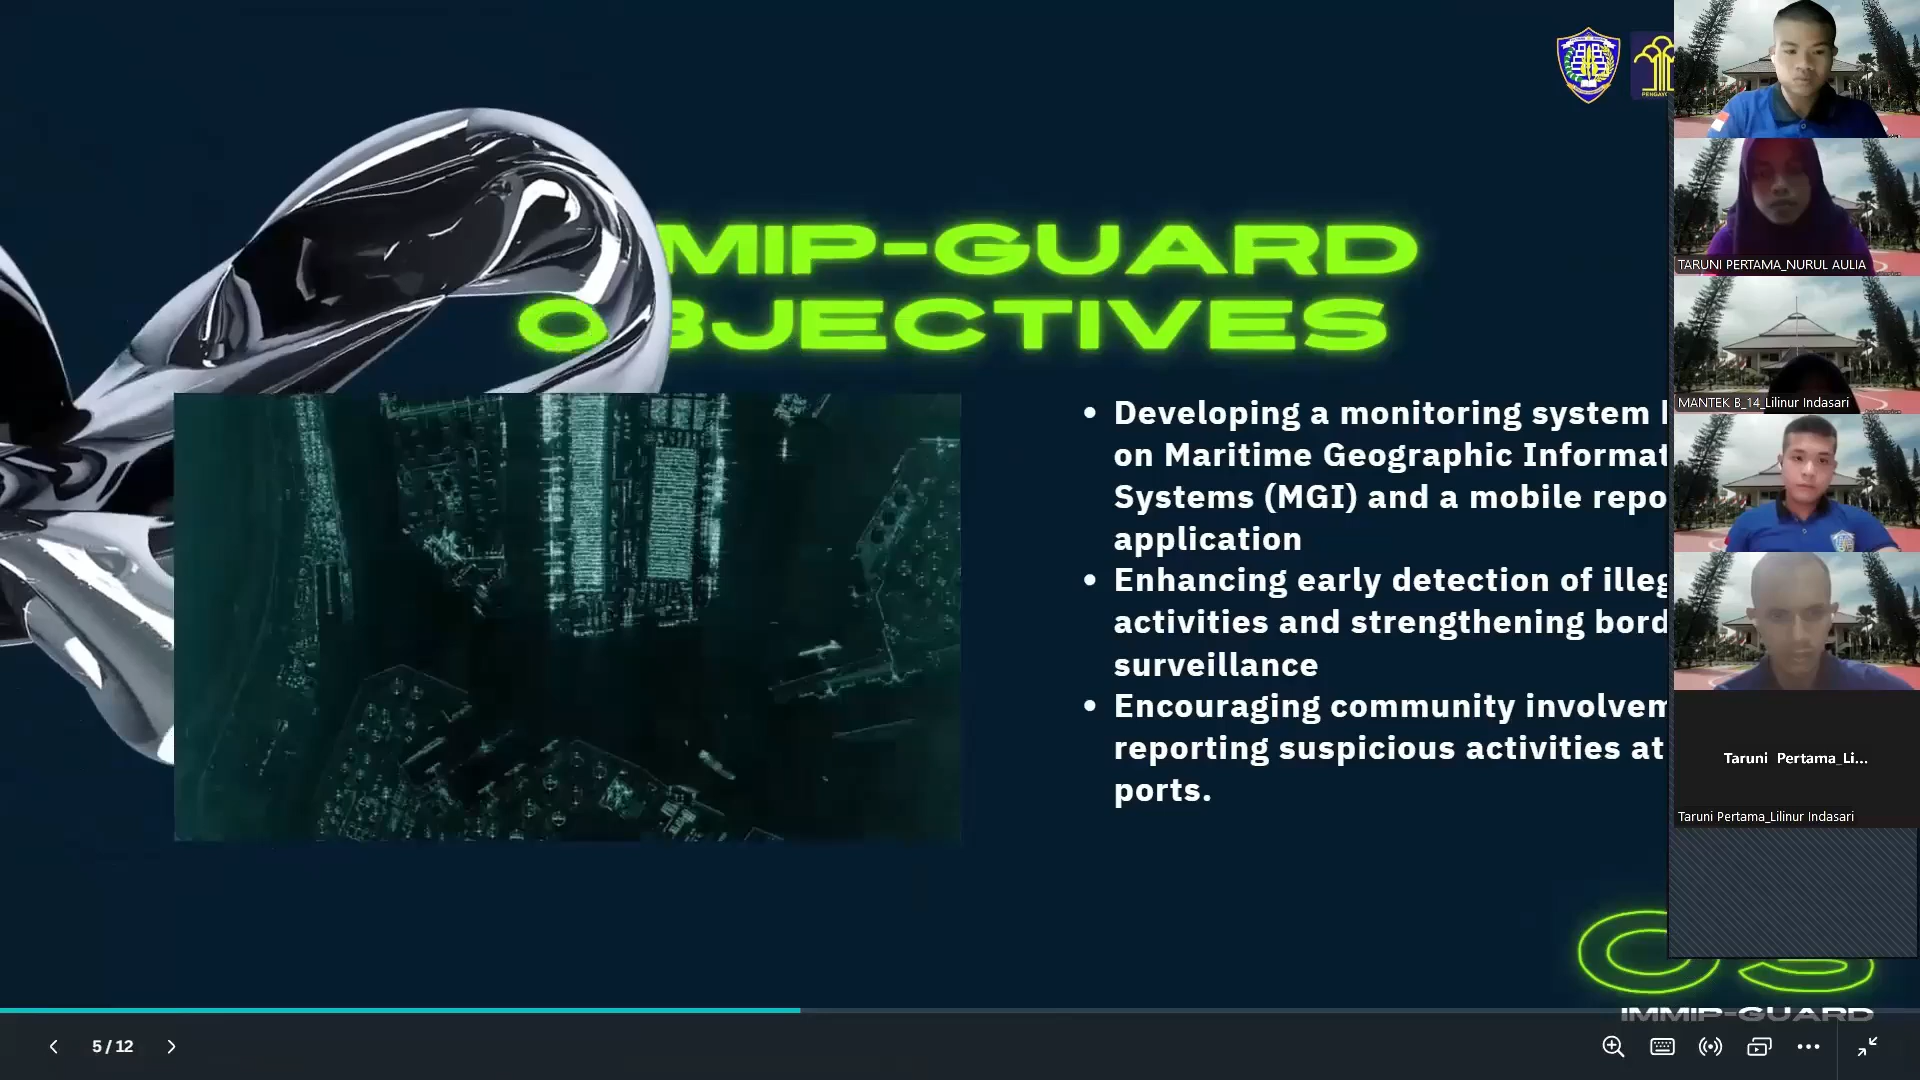 MIP-GUARD
OBJECTIVES
Developing a monitoring system
on Maritime Geographic Informat
Systems (MGI) and a mobile repo
application
Enhancing early detection of illeg
activities and strengthening bord
surveillance
Encouraging community involvem
reporting suspicious activities at
ports.
TARUNI PERTAMA_NURUL AULIA
MANTEK B_14_Lilinur Indasari
Taruni Pertama_Li...
Taruni Pertama_Lilinur Indasari
IMMIP-GUARD
5 / 12